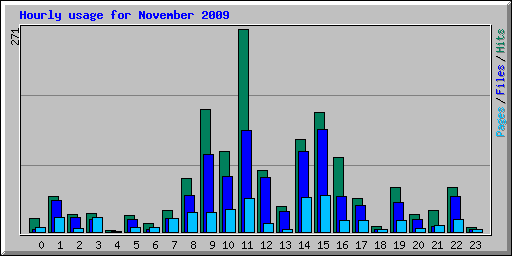 Hourly usage for November 2009
271
Pages/Files/Hits
0 1 2 3 4 5 6 7 8 9 10 11 12 13 14 15 16 17 18 19 20 21 22 23